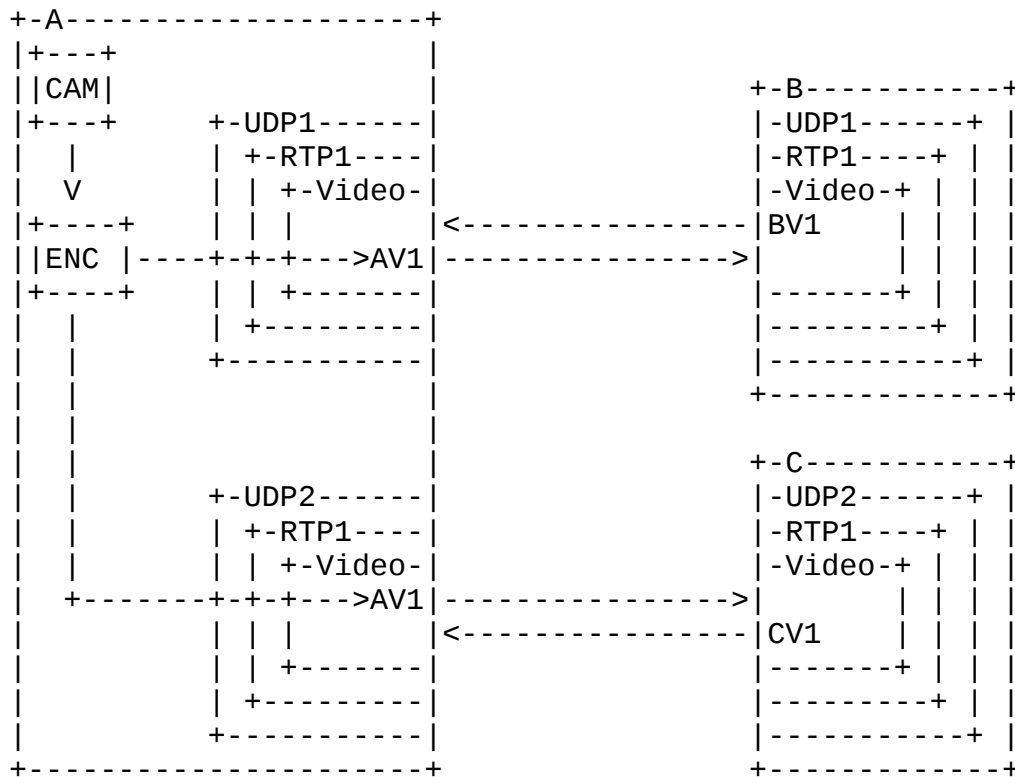 +-A--------------------+
|+---+                 |
||CAM|                 |                 +-B-----------+
|+---+     +-UDP1------|                 |-UDP1------+ |
|  |       | +-RTP1----|                 |-RTP1----+ | |
|  V       | | +-Video-|                 |-Video-+ | | |
|+----+    | | |       |<----------------|BV1    | | | |
||ENC |----+-+-+--->AV1|---------------->|       | | | |
|+----+    | | +-------|                 |-------+ | | |
|  |       | +---------|                 |---------+ | |
|  |       +-----------|                 |-----------+ |
|  |                   |                 +-------------+
|  |                   |
|  |                   |                 +-C-----------+
|  |       +-UDP2------|                 |-UDP2------+ |
|  |       | +-RTP1----|                 |-RTP1----+ | |
|  |       | | +-Video-|                 |-Video-+ | | |
|  +-------+-+-+--->AV1|---------------->|       | | | |
|          | | |       |<----------------|CV1    | | | |
|          | | +-------|                 |-------+ | | |
|          | +---------|                 |---------+ | |
|          +-----------|                 |-----------+ |
+----------------------+                 +-------------+